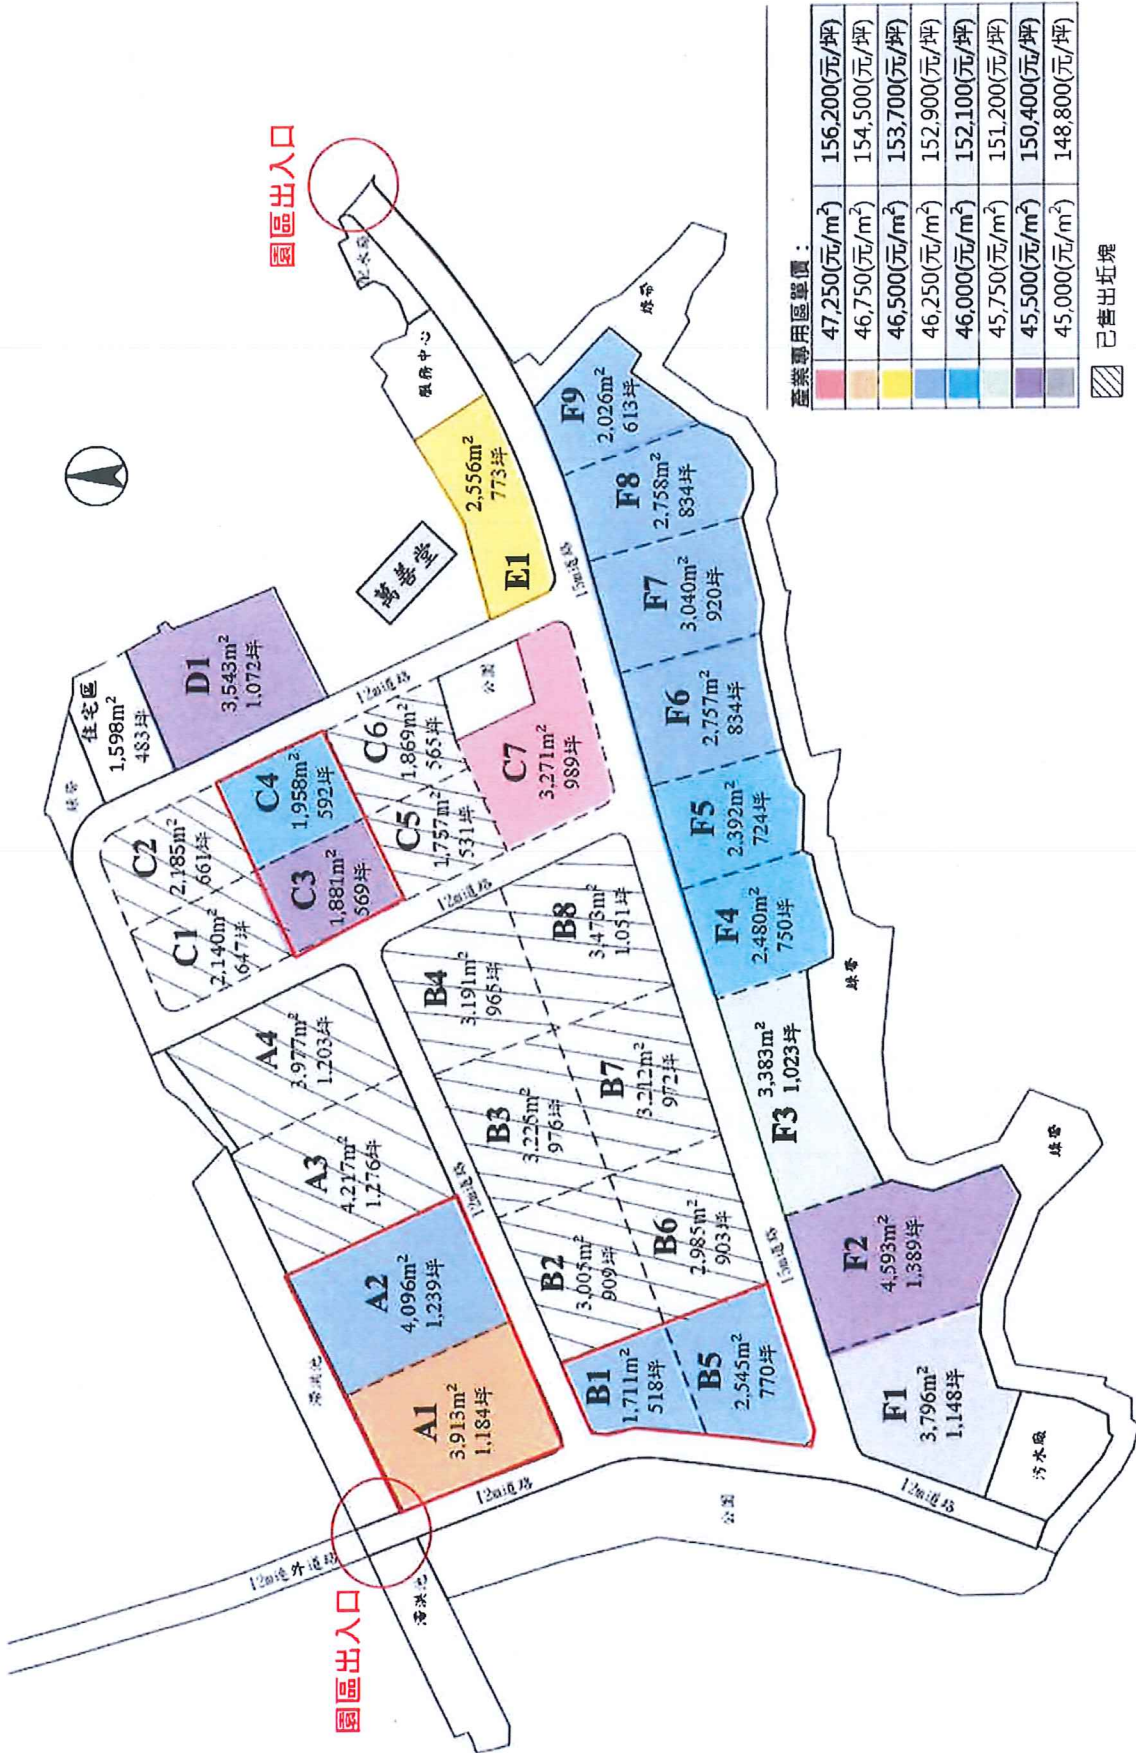 園區出入口
園區出入口
12m連外道路
滯洪池
滯洪池
12m道路
12m道路
12m道路
12m道路
12m道路
15m道路
15m道路
公園
公園
綠帶
綠帶
綠帶
綠帶
污水廠
服務中心
配水站
萬善堂
住宅區
1,598m²
483坪
A1
3,913m²
1,184坪
A2
4,096m²
1,239坪
A3
4,217m²
1,276坪
A4
3,977m²
1,203坪
B1
1,711m²
518坪
B2
3,005m²
909坪
B3
3,225m²
976坪
B4
3,191m²
965坪
B5
2,545m²
770坪
B6
2,985m²
903坪
B7
3,212m²
972坪
B8
3,473m²
1,051坪
C1
2,140m²
647坪
C2
2,185m²
661坪
C3
1,881m²
569坪
C4
1,958m²
592坪
C5
1,757m²
531坪
C6
1,869m²
565坪
C7
3,271m²
989坪
D1
3,543m²
1,072坪
E1
2,556m²
773坪
F1
3,796m²
1,148坪
F2
4,593m²
1,389坪
F3
3,383m²
1,023坪
F4
2,480m²
750坪
F5
2,392m²
724坪
F6
2,757m²
834坪
F7
3,040m²
920坪
F8
2,758m²
834坪
F9
2,026m²
613坪
產業專用區單價：
47,250(元/m²) 156,200(元/坪)
46,750(元/m²) 154,500(元/坪)
46,500(元/m²) 153,700(元/坪)
46,250(元/m²) 152,900(元/坪)
46,000(元/m²) 152,100(元/坪)
45,750(元/m²) 151,200(元/坪)
45,500(元/m²) 150,400(元/坪)
45,000(元/m²) 148,800(元/坪)
已售出坵塊